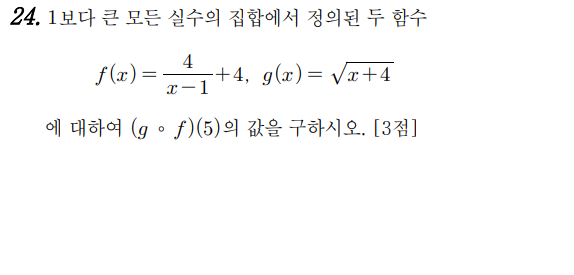 24. 1보다 큰 모든 실수의 집합에서 정의된 두 함수
f(x) = \frac{4}{x-1} + 4, g(x) = \sqrt{x+4}
에 대하여 (g ∘ f)(5)의 값을 구하시오. [3점]